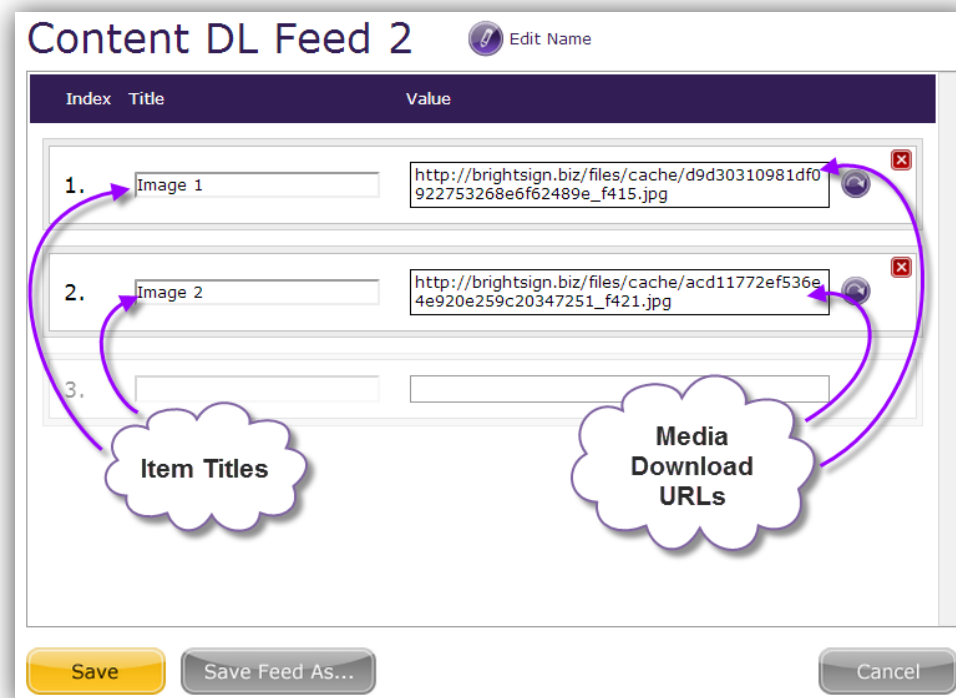 Content DL Feed 2
Edit Name
Index Title Value
1. Image 1
http://brightsign.biz/files/cache/d9d30310981df0
922753268e6f62489e_f415.jpg
2. Image 2
http://brightsign.biz/files/cache/acd11772ef536e
4e920e259c20347251_f421.jpg
3.
Item Titles
Media
Download
URLs
Save
Save Feed As...
Cancel